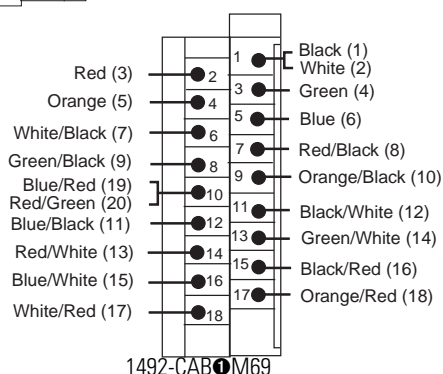 Black (1)
White (2)
Red (3)
Green (4)
Orange (5)
Blue (6)
White/Black (7)
Red/Black (8)
Green/Black (9)
Orange/Black (10)
Blue/Red (19)
Red/Green (20)
Blue/Black (11)
Black/White (12)
Red/White (13)
Green/White (14)
Blue/White (15)
Black/Red (16)
White/Red (17)
Orange/Red (18)
1
2
3
4
5
6
7
8
9
10
11
12
13
14
15
16
17
18
1492-CAB❶M69